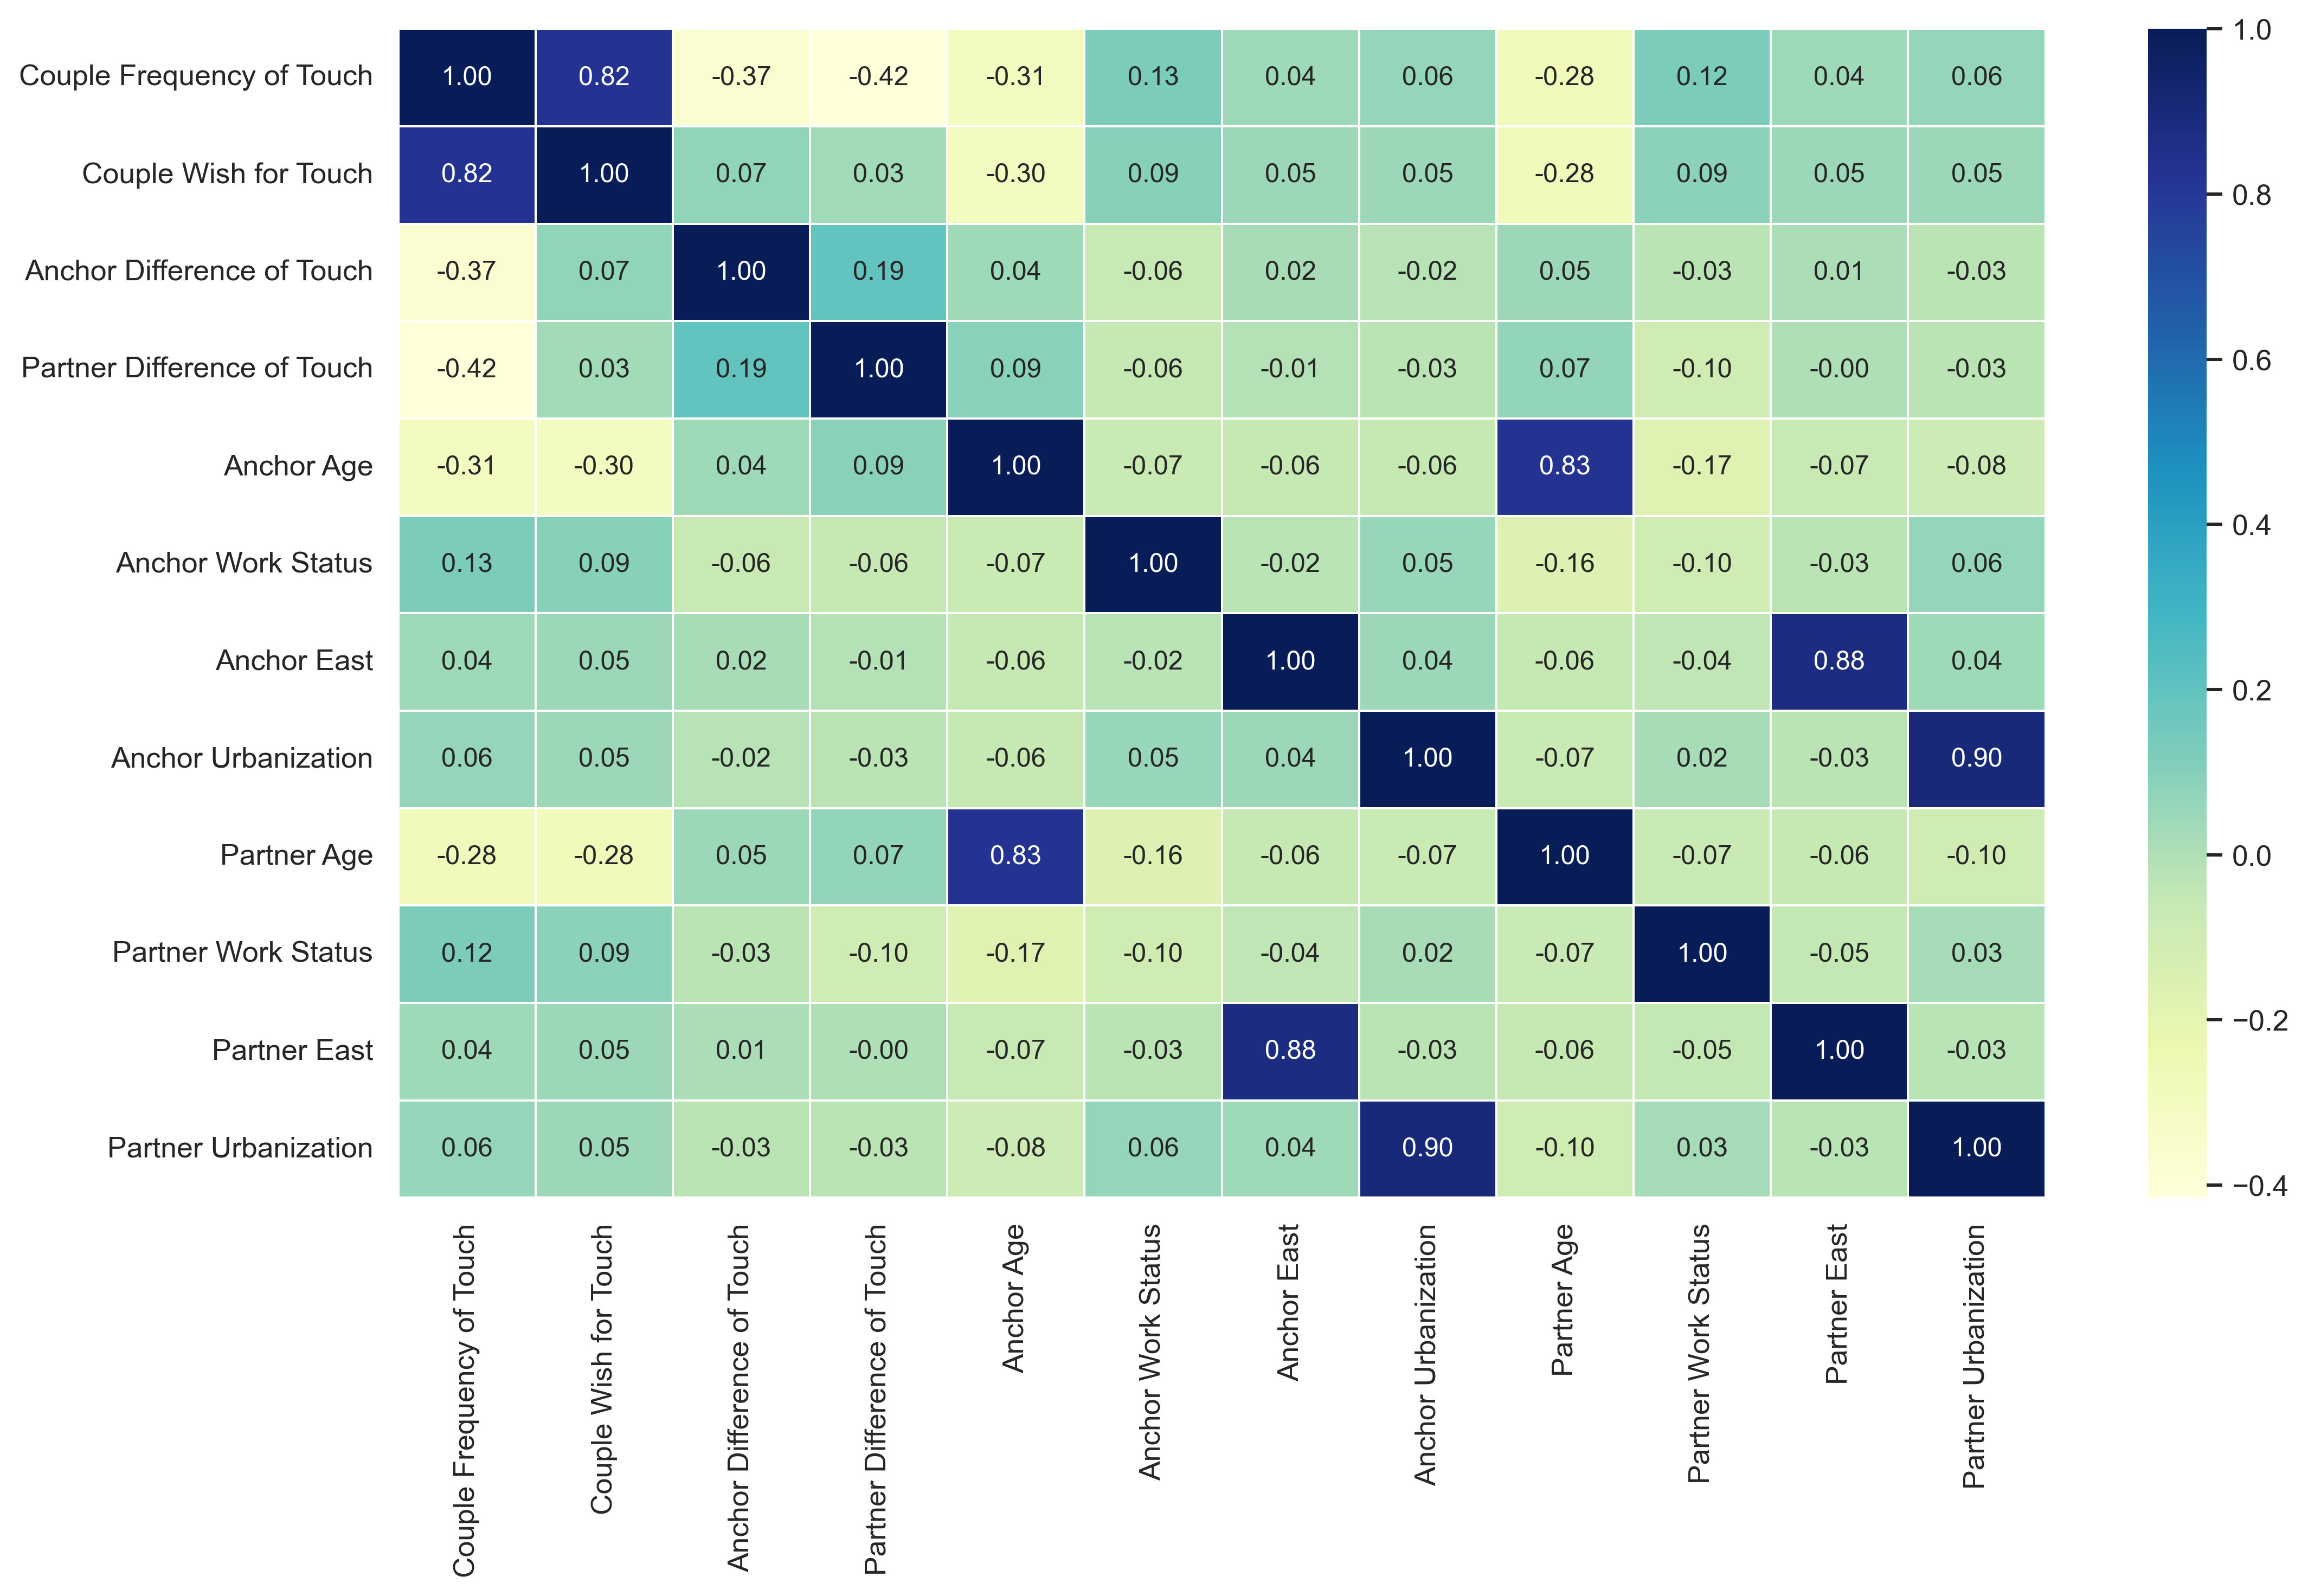 Couple Frequency of Touch 1.00 0.82 -0.37 -0.42 -0.31 0.13 0.04 0.06 -0.28 0.12 0.04 0.06
Couple Wish for Touch 0.82 1.00 0.07 0.03 -0.30 0.09 0.05 0.05 -0.28 0.09 0.05 0.05
Anchor Difference of Touch -0.37 0.07 1.00 0.19 0.04 -0.06 0.02 -0.02 0.05 -0.03 0.01 -0.03
Partner Difference of Touch -0.42 0.03 0.19 1.00 0.09 -0.06 -0.01 -0.03 0.07 -0.10 -0.00 -0.03
Anchor Age -0.31 -0.30 0.04 0.09 1.00 -0.07 -0.06 -0.06 0.83 -0.17 -0.07 -0.08
Anchor Work Status 0.13 0.09 -0.06 -0.06 -0.07 1.00 -0.02 0.05 -0.16 -0.10 -0.03 0.06
Anchor East 0.04 0.05 0.02 -0.01 -0.06 -0.02 1.00 0.04 -0.06 -0.04 0.88 0.04
Anchor Urbanization 0.06 0.05 -0.02 -0.03 -0.06 0.05 0.04 1.00 -0.07 0.02 -0.03 0.90
Partner Age -0.28 -0.28 0.05 0.07 0.83 -0.16 -0.06 -0.07 1.00 -0.07 -0.06 -0.10
Partner Work Status 0.12 0.09 -0.03 -0.10 -0.17 -0.10 -0.04 0.02 -0.07 1.00 -0.05 0.03
Partner East 0.04 0.05 0.01 -0.00 -0.07 -0.03 0.88 -0.03 -0.06 -0.05 1.00 -0.03
Partner Urbanization 0.06 0.05 -0.03 -0.03 -0.08 0.06 0.04 0.90 -0.10 0.03 -0.03 1.00
Couple Frequency of Touch
Couple Wish for Touch
Anchor Difference of Touch
Partner Difference of Touch
Anchor Age
Anchor Work Status
Anchor East
Anchor Urbanization
Partner Age
Partner Work Status
Partner East
Partner Urbanization
1.0
0.8
0.6
0.4
0.2
0.0
−0.2
−0.4